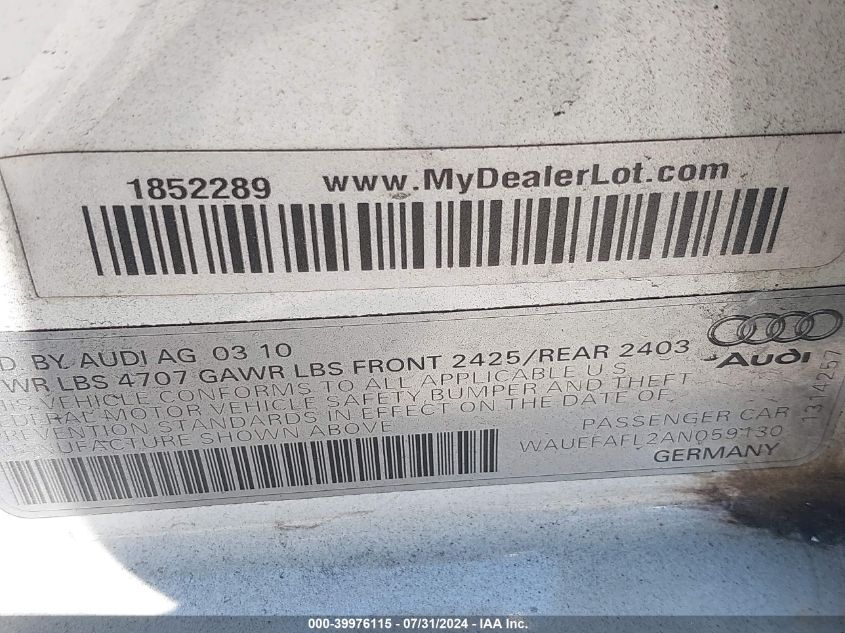 1852289 www.MyDealerLot.com
D BY AUDI AG 03 10
WR LBS 4707 GAWR LBS FRONT 2425/REAR 2403
VEHICLE CONFORMS TO ALL APPLICABLE U.S.
DERAL MOTOR VEHICLE SAFETY, BUMPER AND THEFT
REVENTION STANDARDS IN EFFECT ON THE DATE OF
NUFACTURE SHOWN ABOVE
Audi
1314257
PASSENGER CAR
WAUEFAFL2AN059130
GERMANY
000-39976115 - 07/31/2024 - IAA Inc.